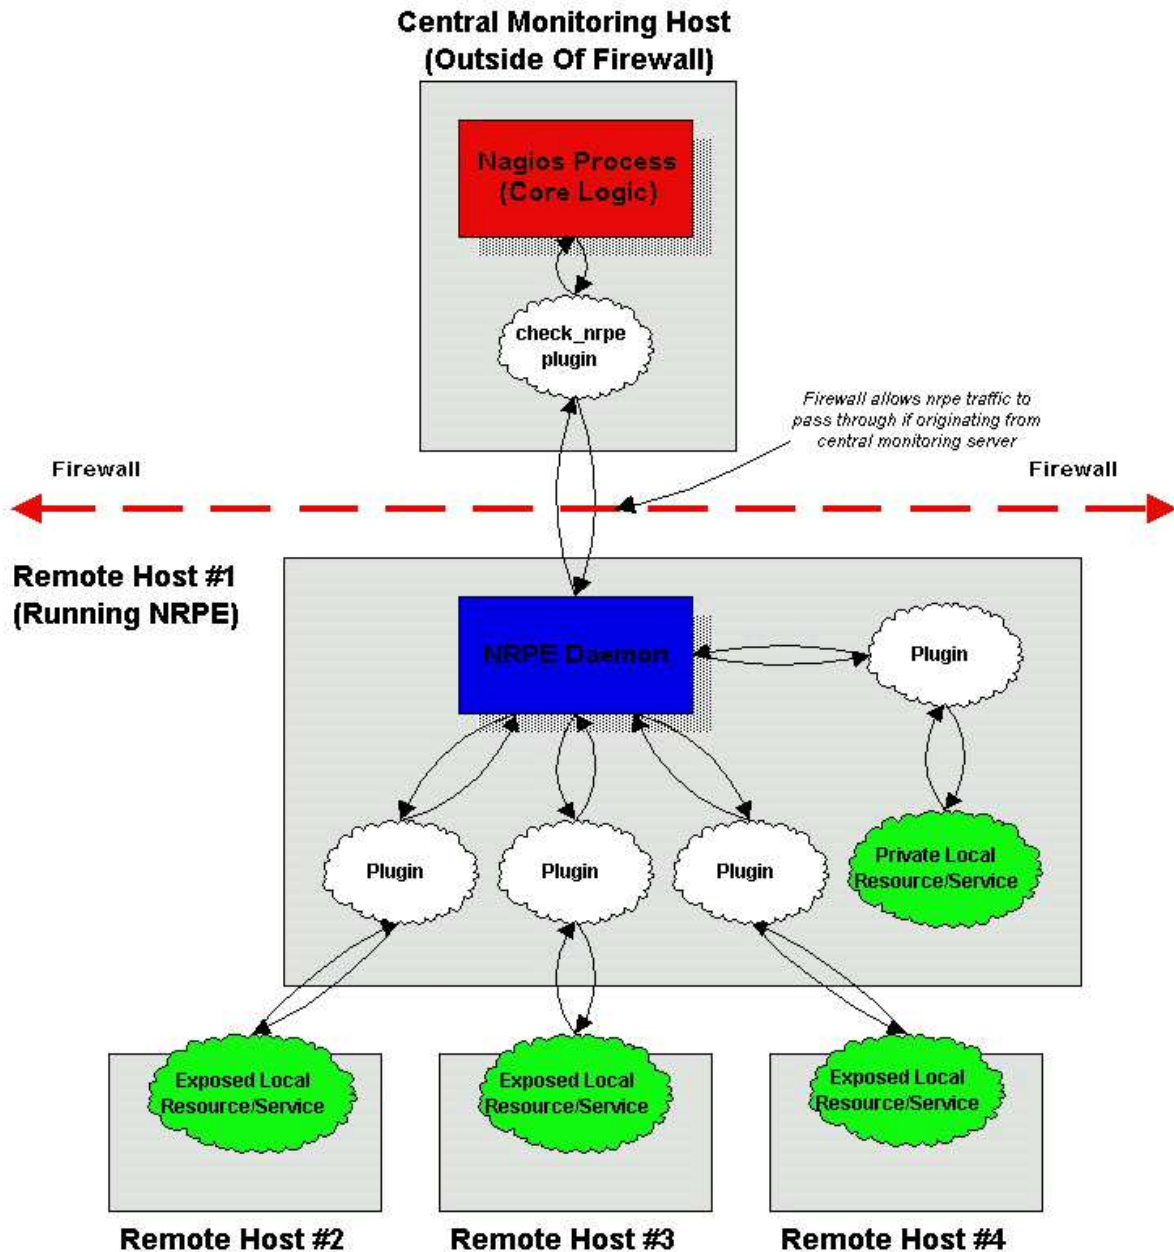 Central Monitoring Host
(Outside Of Firewall)
Nagios Process
(Core Logic)
check_nrpe
plugin
Firewall allows nrpe traffic to
pass through if originating from
central monitoring server
Firewall
Firewall
Remote Host #1
(Running NRPE)
NRPE Daemon
Plugin
Plugin
Plugin
Plugin
Private Local
Resource/Service
Exposed Local
Resource/Service
Exposed Local
Resource/Service
Exposed Local
Resource/Service
Remote Host #2
Remote Host #3
Remote Host #4